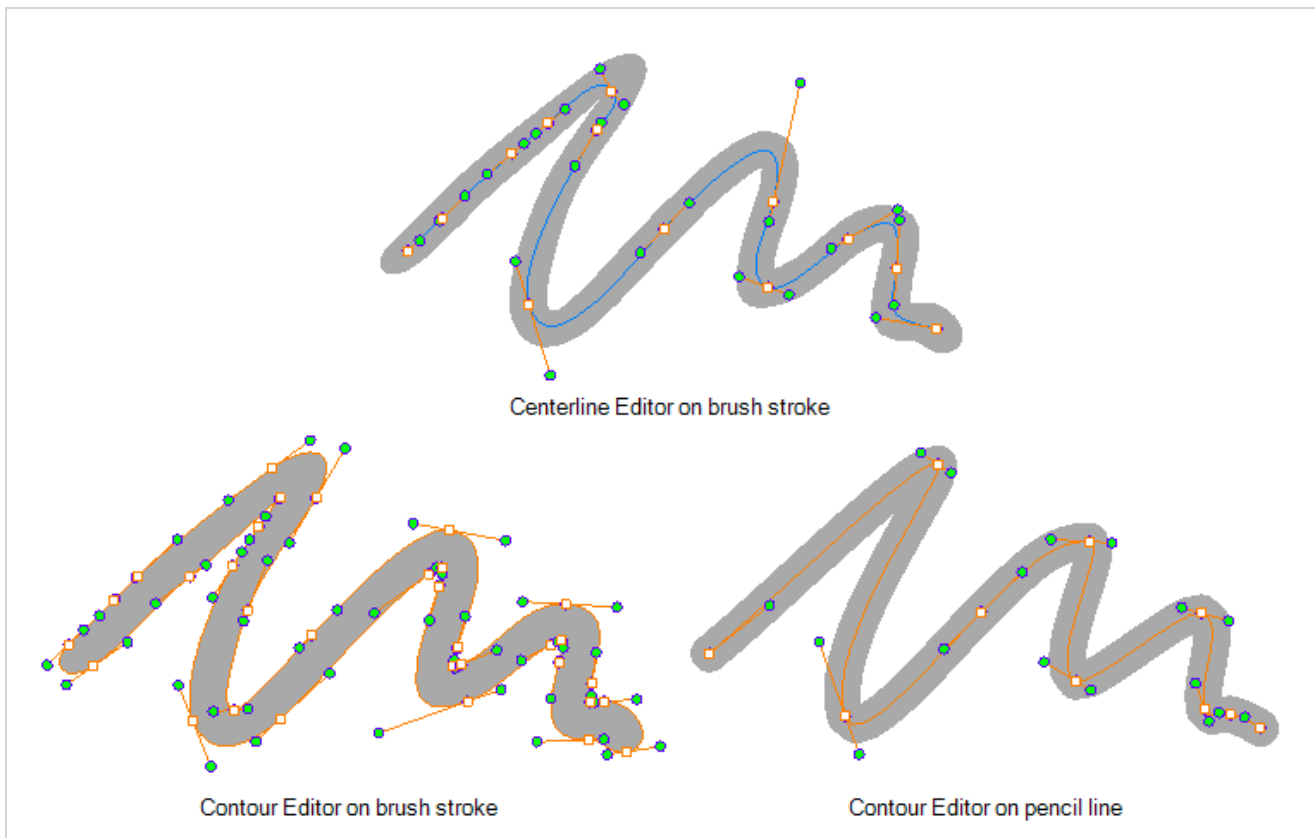 Centerline Editor on brush stroke
Contour Editor on brush stroke
Contour Editor on pencil line